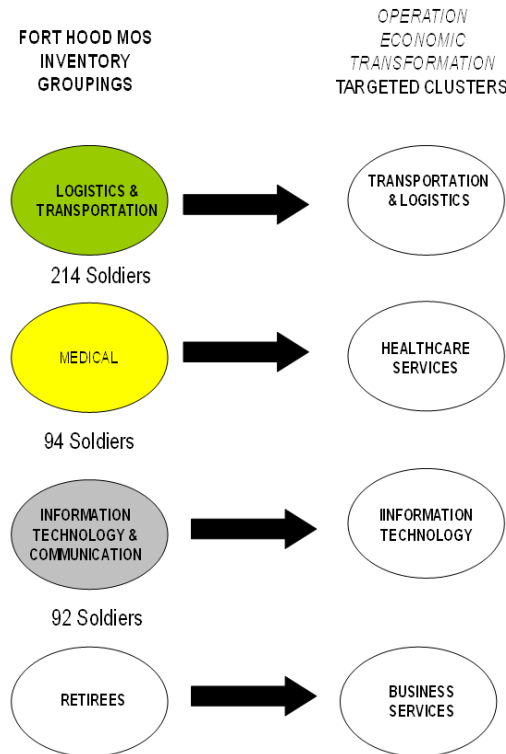 FORT HOOD MOS
INVENTORY
GROUPINGS
OPERATION
ECONOMIC
TRANSFORMATION
TARGETED CLUSTERS
LOGISTICS &
TRANSPORTATION
TRANSPORTATION
& LOGISTICS
214 Soldiers
MEDICAL
HEALTHCARE
SERVICES
94 Soldiers
INFORMATION
TECHNOLOGY &
COMMUNICATION
IINFORMATION
TECHNOLOGY
92 Soldiers
RETIREES
BUSINESS
SERVICES